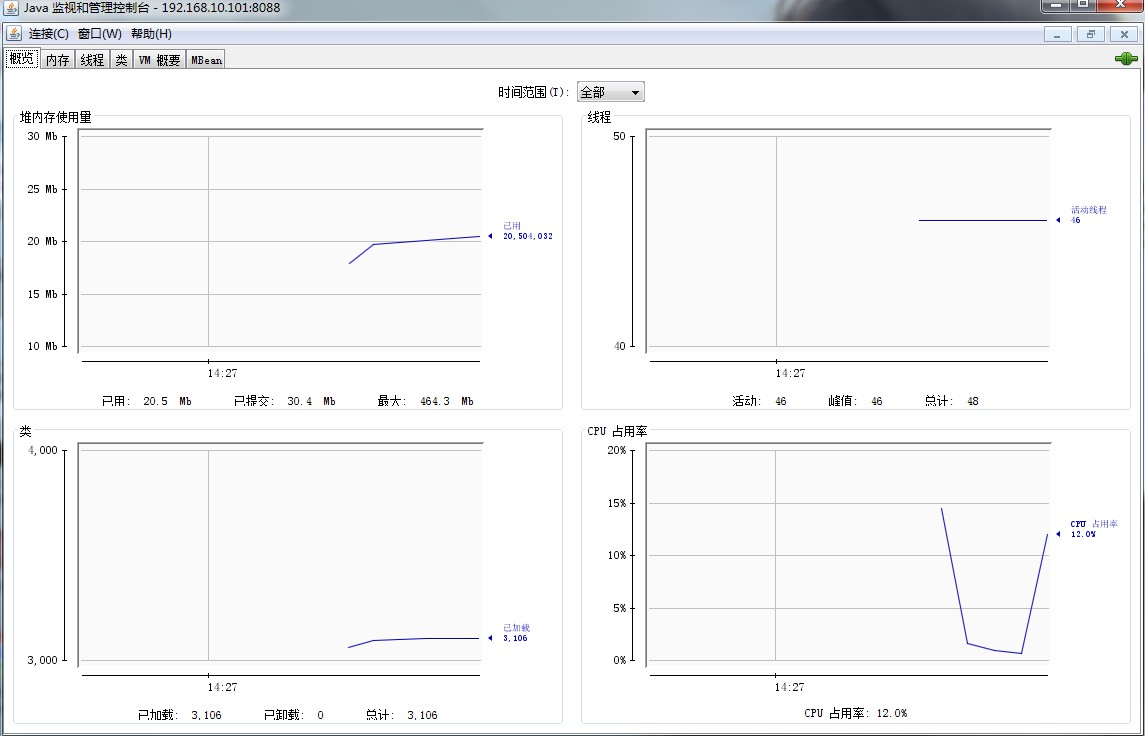 Java 监视和管理控制台 - 192.168.10.101:8088
连接(C) 窗口(W) 帮助(H)
概览 内存 线程 类 VM 概要 MBean
时间范围(T): 全部
堆内存使用量
30 Mb
25 Mb
20 Mb
15 Mb
10 Mb
已用
20,504,032
14:27
已用: 20.5 Mb 已提交: 30.4 Mb 最大: 464.3 Mb
线程
50
40
活动线程
46
14:27
活动: 46 峰值: 46 总计: 48
类
4,000
3,000
已加载
3,106
14:27
已加载: 3,106 已卸载: 0 总计: 3,106
CPU 占用率
20%
15%
10%
5%
0%
CPU 占用率
12.0%
14:27
CPU 占用率: 12.0%